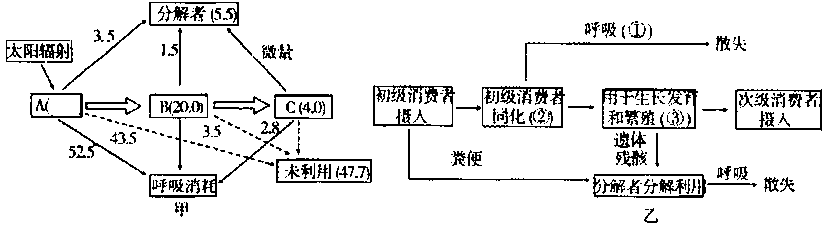 分解者(5.5)
太阳辐射
3.5
1.5
微量
A(
B(20.0)
C(4.0)
52.5
43.5
3.5
2.8
呼吸消耗
未利用(47.7)
甲
呼吸(①)
散失
初级消费者
摄入
初级消费者
同化(②)
用于生长发育
和繁殖(③)
次级消费者
摄入
遗体
残骸
粪便
分解者分解利用
呼吸
散失
乙